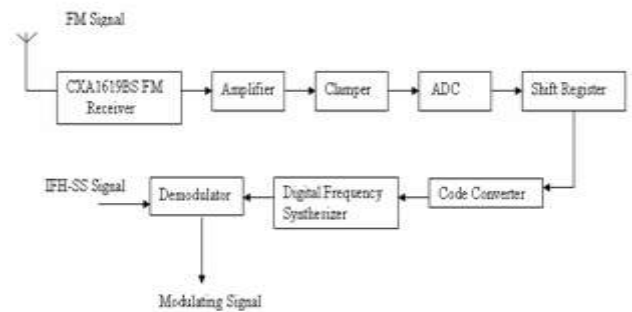 FM Signal
CXA1619BS FM
Receiver
Amplifier
Clamper
ADC
Shift Register
IFH-SS Signal
Demodulator
Digital Frequency
Synthesizer
Code Converter
Modulating Signal